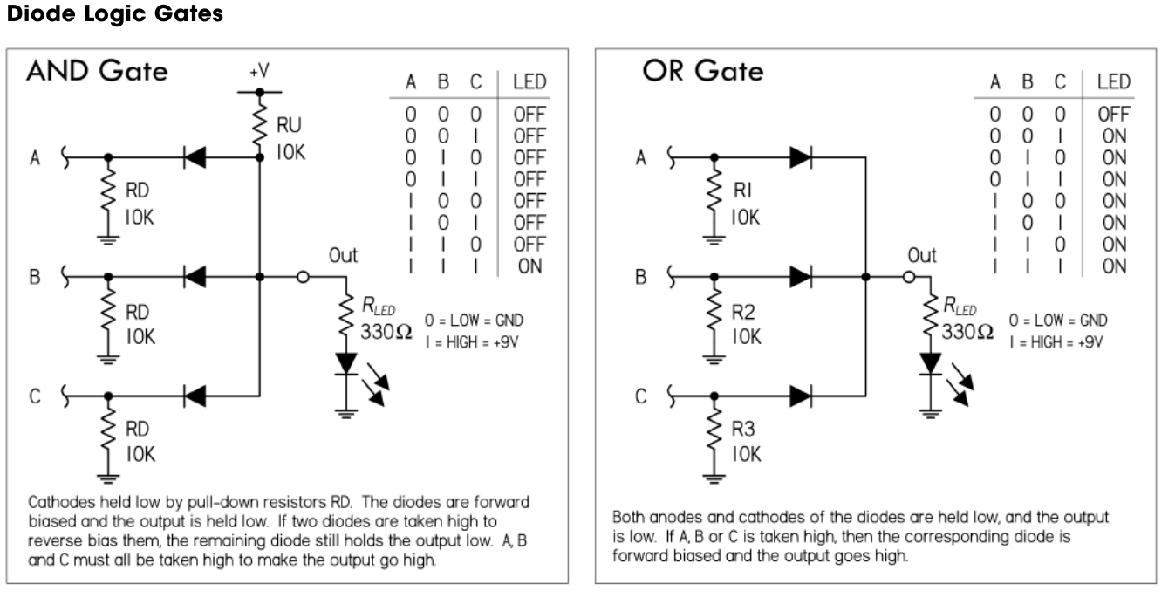 Diode Logic Gates
AND Gate
+V
RU
10K
A
RD
10K
B
RD
10K
C
RD
10K
Out
RLED
330Ω
A B C LED
0 0 0 OFF
0 0 1 OFF
0 1 0 OFF
0 1 1 OFF
1 0 0 OFF
1 0 1 OFF
1 1 0 OFF
1 1 1 ON
0 = LOW = GND
1 = HIGH = +9V
Cathodes held low by pull-down resistors RD. The diodes are forward
biased and the output is held low. If two diodes are taken high to
reverse bias them, the remaining diode still holds the output low. A, B
and C must all be taken high to make the output go high.
OR Gate
A
R1
10K
B
R2
10K
C
R3
10K
Out
RLED
330Ω
A B C LED
0 0 0 OFF
0 0 1 ON
0 1 0 ON
0 1 1 ON
1 0 0 ON
1 0 1 ON
1 1 0 ON
1 1 1 ON
0 = LOW = GND
1 = HIGH = +9V
Both anodes and cathodes of the diodes are held low, and the output
is low. If A, B or C is taken high, then the corresponding diode is
forward biased and the output goes high.